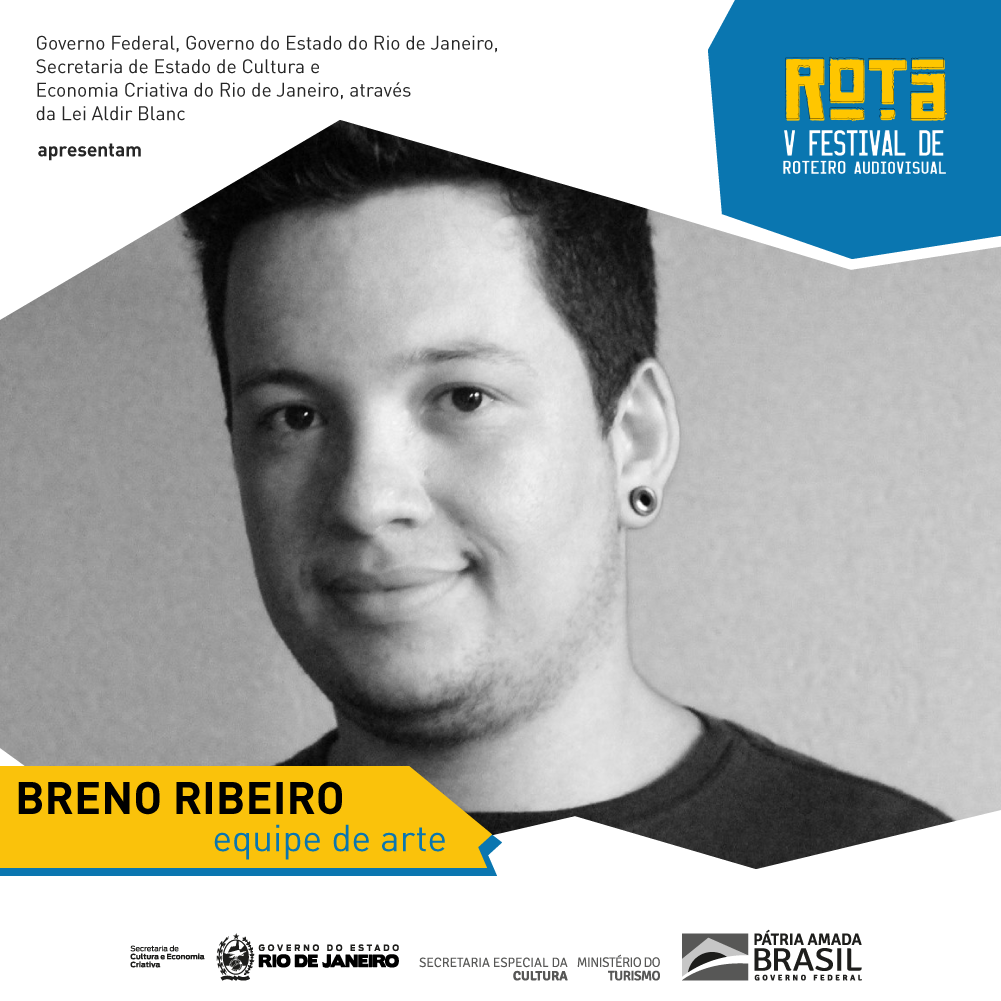 Governo Federal, Governo do Estado do Rio de Janeiro,
Secretaria de Estado de Cultura e
Economia Criativa do Rio de Janeiro, através
da Lei Aldir Blanc
apresentam
ROTA
V FESTIVAL DE
ROTEIRO AUDIOVISUAL
BRENO RIBEIRO
equipe de arte
Secretaria de
Cultura e Economia
Criativa
GOVERNO DO ESTADO
RIO DE JANEIRO
SECRETARIA ESPECIAL DA
CULTURA
MINISTÉRIO DO
TURISMO
PÁTRIA AMADA
BRASIL
GOVERNO FEDERAL